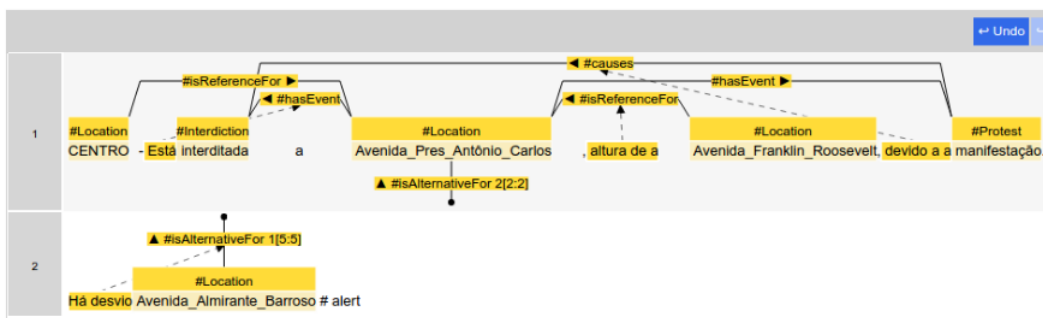 ↩ Undo
◄ #causes
#isReferenceFor ► #hasEvent ►
◄ #hasEvent ◄ #isReferenceFor
#Location #Interdiction #Location #Location #Protest
1
CENTRO - Está interditada a Avenida_Pres_Antônio_Carlos , altura de a Avenida_Franklin_Roosevelt, devido a a manifestação.
▲ #isAlternativeFor 2[2:2]
▲ #isAlternativeFor 1[5:5]
2
#Location
Há desvio Avenida_Almirante_Barroso # alert